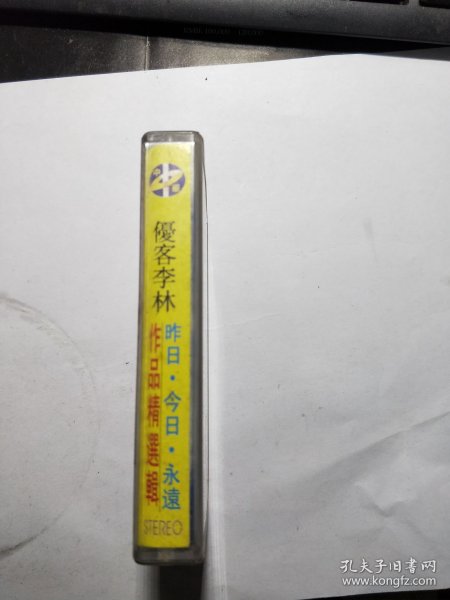 優客李林
昨日·今日·永遠
作品精選輯
STEREO
孔夫子旧书网
www.kongfz.com